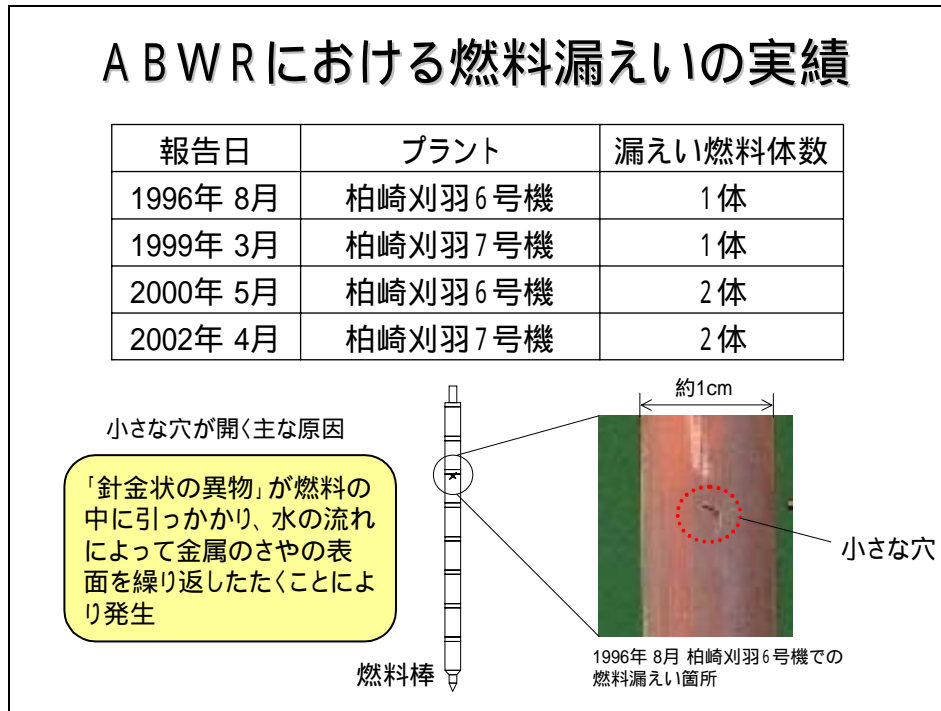 ABWRにおける燃料漏えいの実績
報告日 プラント 漏えい燃料体数
1996年 8月 柏崎刈羽6号機 1体
1999年 3月 柏崎刈羽7号機 1体
2000年 5月 柏崎刈羽6号機 2体
2002年 4月 柏崎刈羽7号機 2体
小さな穴が開く主な原因
「針金状の異物」が燃料の
中に引っかかり、水の流れ
によって金属のさやの表
面を繰り返したたくことによ
り発生
燃料棒
約1cm
小さな穴
1996年 8月 柏崎刈羽6号機での
燃料漏えい箇所